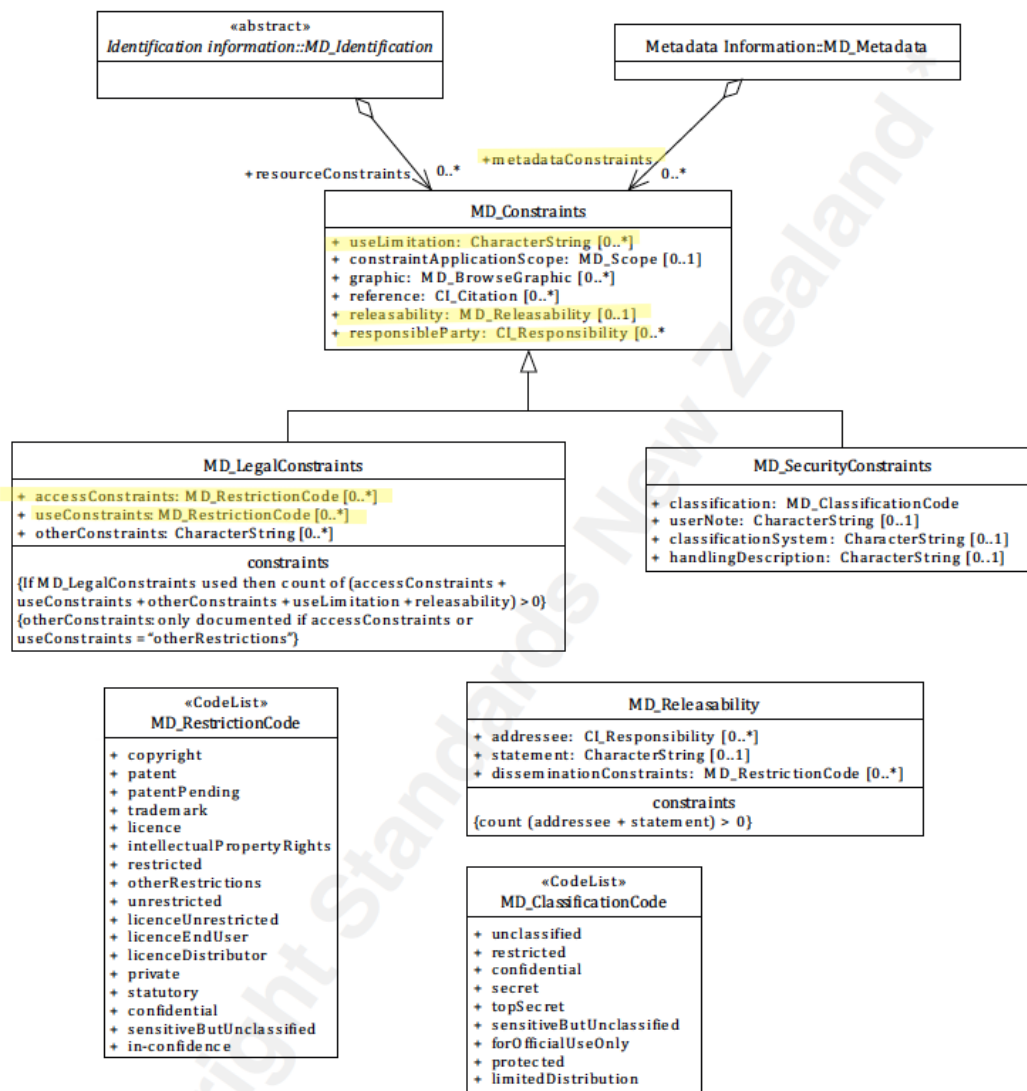 «abstract»
Identification information::MD_Identification
Metadata Information::MD_Metadata
+resourceConstraints
0..*
+metadataConstraints
0..*
MD_Constraints
+ useLimitation: CharacterString [0..*]
+ constraintApplicationScope: MD_Scope [0..1]
+ graphic: MD_BrowseGraphic [0..*]
+ reference: CI_Citation [0..*]
+ releasability: MD_Releasability [0..1]
+ responsibleParty: CI_Responsibility [0..*
MD_LegalConstraints
+ accessConstraints: MD_RestrictionCode [0..*]
+ useConstraints: MD_RestrictionCode [0..*]
+ otherConstraints: CharacterString [0..*]
constraints
{If MD_LegalConstraints used then count of (accessConstraints +
useConstraints + otherConstraints + useLimitation + releasability) > 0}
{otherConstraints: only documented if accessConstraints or
useConstraints = “otherRestrictions”}
MD_SecurityConstraints
+ classification: MD_ClassificationCode
+ userNote: CharacterString [0..1]
+ classificationSystem: CharacterString [0..1]
+ handlingDescription: CharacterString [0..1]
«CodeList»
MD_RestrictionCode
+ copyright
+ patent
+ patentPending
+ trademark
+ licence
+ intellectualPropertyRights
+ restricted
+ otherRestrictions
+ unrestricted
+ licenceUnrestricted
+ licenceEndUser
+ licenceDistributor
+ private
+ statutory
+ confidential
+ sensitiveButUnclassified
+ in-confidence
MD_Releasability
+ addressee: CI_Responsibility [0..*]
+ statement: CharacterString [0..1]
+ disseminationConstraints: MD_RestrictionCode [0..*]
constraints
{count (addressee + statement) > 0}
«CodeList»
MD_ClassificationCode
+ unclassified
+ restricted
+ confidential
+ secret
+ topSecret
+ sensitiveButUnclassified
+ forOfficialUseOnly
+ protected
+ limitedDistribution
right Standards New Zealand *